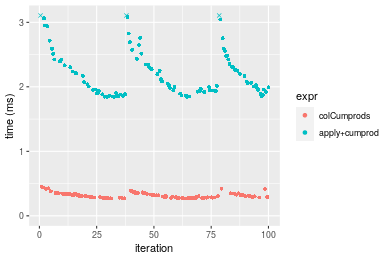 time (ms)
3
2
1
0
0
25
50
75
100
iteration
expr
colCumprods
apply+cumprod